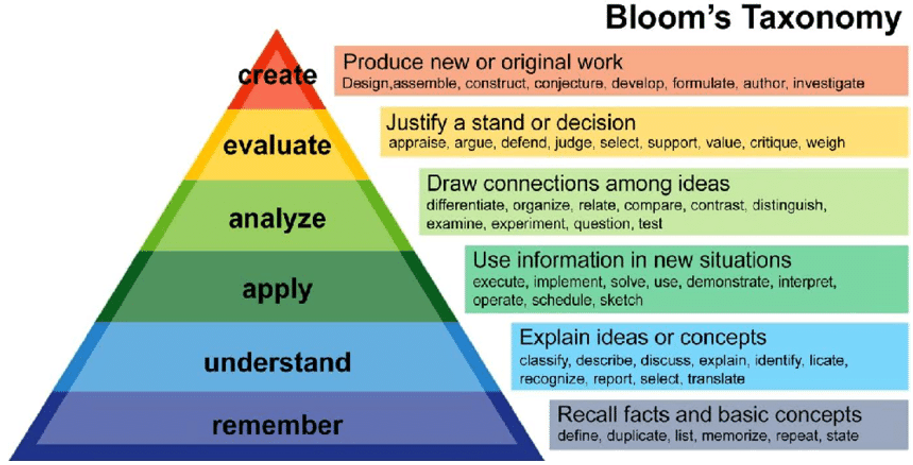 Bloom's Taxonomy
create
Produce new or original work
Design,assemble, construct, conjecture, develop, formulate, author, investigate
evaluate
Justify a stand or decision
appraise, argue, defend, judge, select, support, value, critique, weigh
analyze
Draw connections among ideas
differentiate, organize, relate, compare, contrast, distinguish,
examine, experiment, question, test
apply
Use information in new situations
execute, implement, solve, use, demonstrate, interpret,
operate, schedule, sketch
understand
Explain ideas or concepts
classify, describe, discuss, explain, identify, licate,
recognize, report, select, translate
remember
Recall facts and basic concepts
define, duplicate, list, memorize, repeat, state